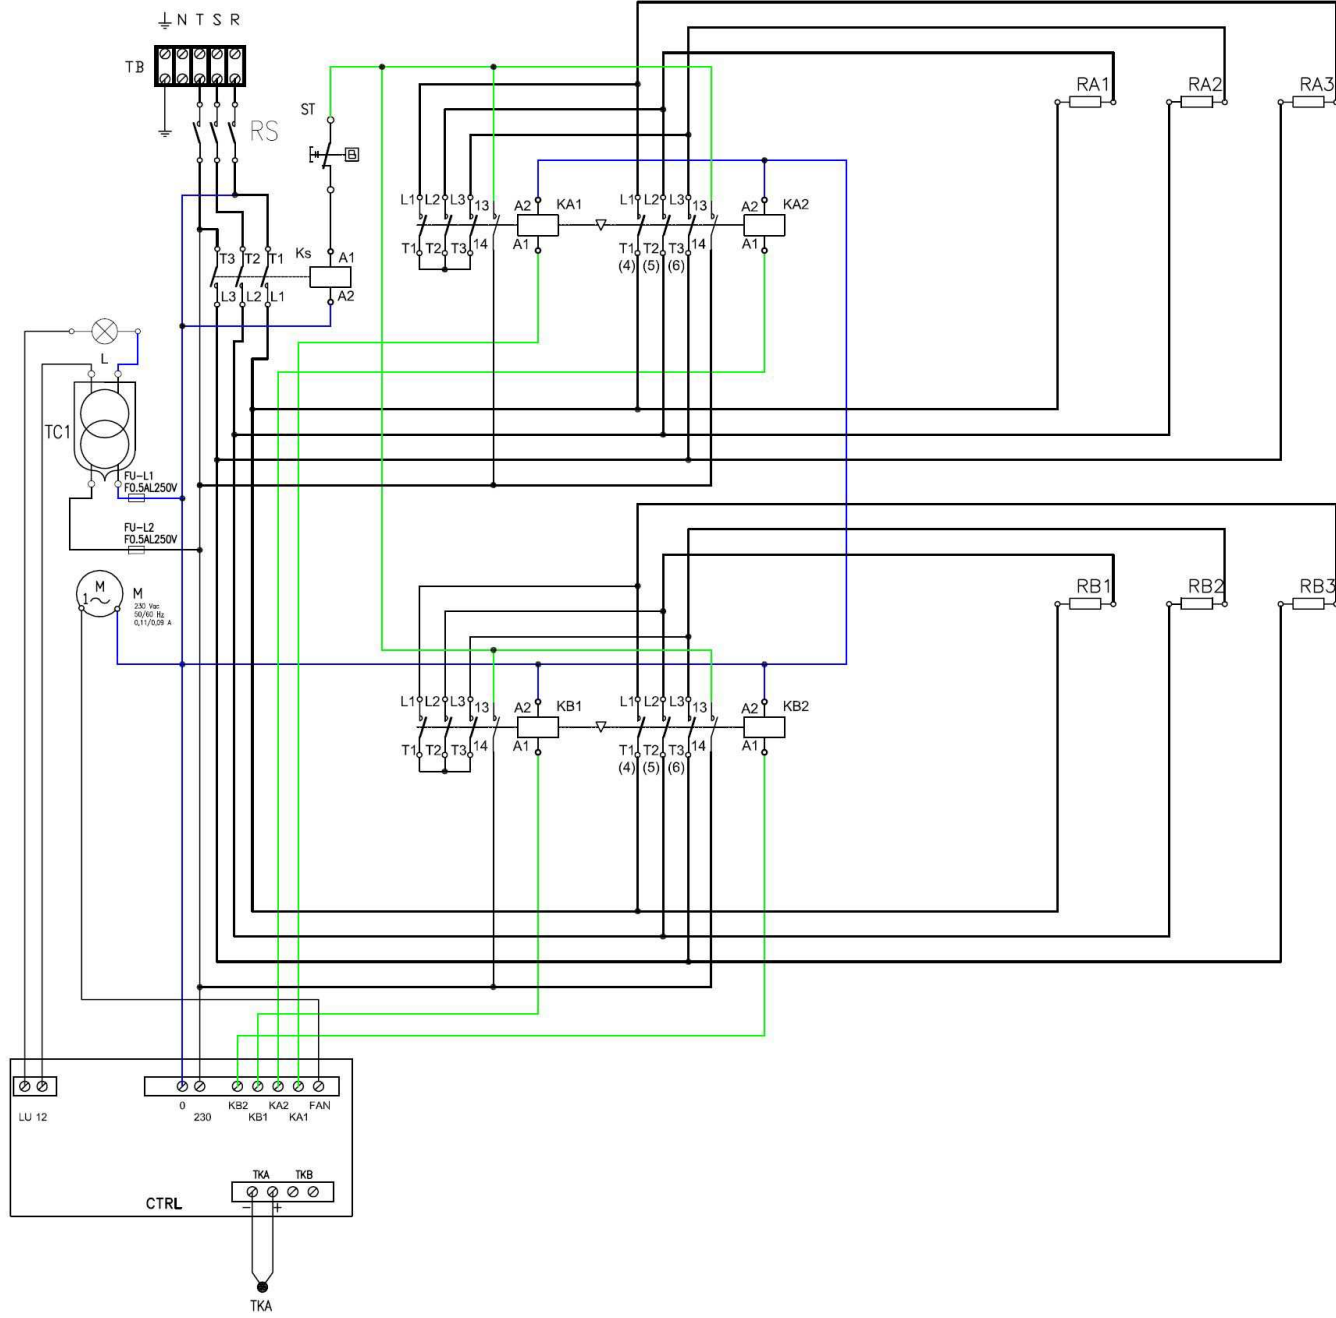 N T S R
TB
RS
ST
RA1 RA2 RA3
L1 L2 L3 13 A2 KA1 L1 L2 L3 13 A2 KA2
T1 T2 T3 14 A1 T1 T2 T3 14 A1
(4) (5) (6)
T3 T2 T1 Ks A1
L3 L2 L1 A2
L
TC1
FU-L1
F0.5AL250V
FU-L2
F0.5AL250V
M
1
M
230 Vac
50/60 Hz
0,11/0,09 A
RB1 RB2 RB3
L1 L2 L3 13 A2 KB1 L1 L2 L3 13 A2 KB2
T1 T2 T3 14 A1 T1 T2 T3 14 A1
(4) (5) (6)
LU 12
0 230 KB2 KB1 KA2 KA1 FAN
TKA TKB
CTRL
- +
TKA